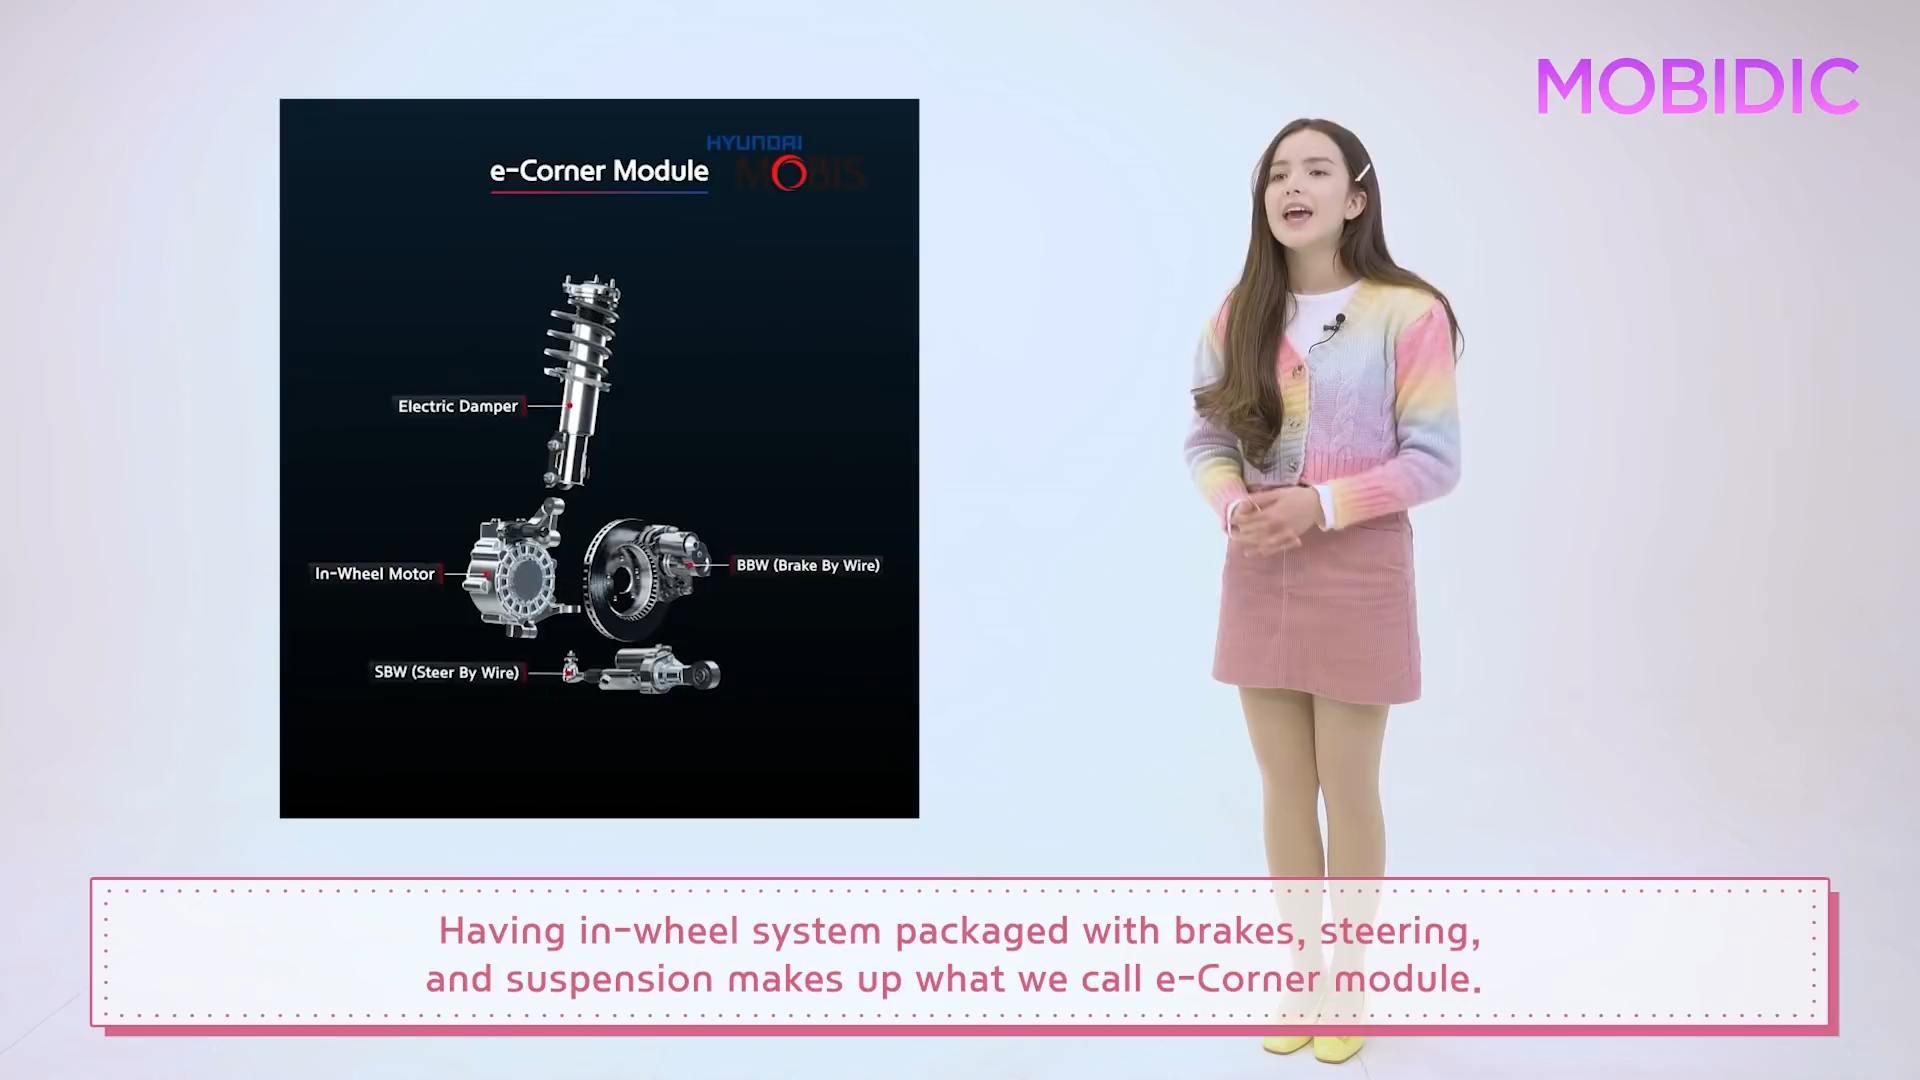 MOBIDIC
HYUNDAI
MOBIS
e-Corner Module
Electric Damper
In-Wheel Motor
BBW (Brake By Wire)
SBW (Steer By Wire)
Having in-wheel system packaged with brakes, steering,
and suspension makes up what we call e-Corner module.